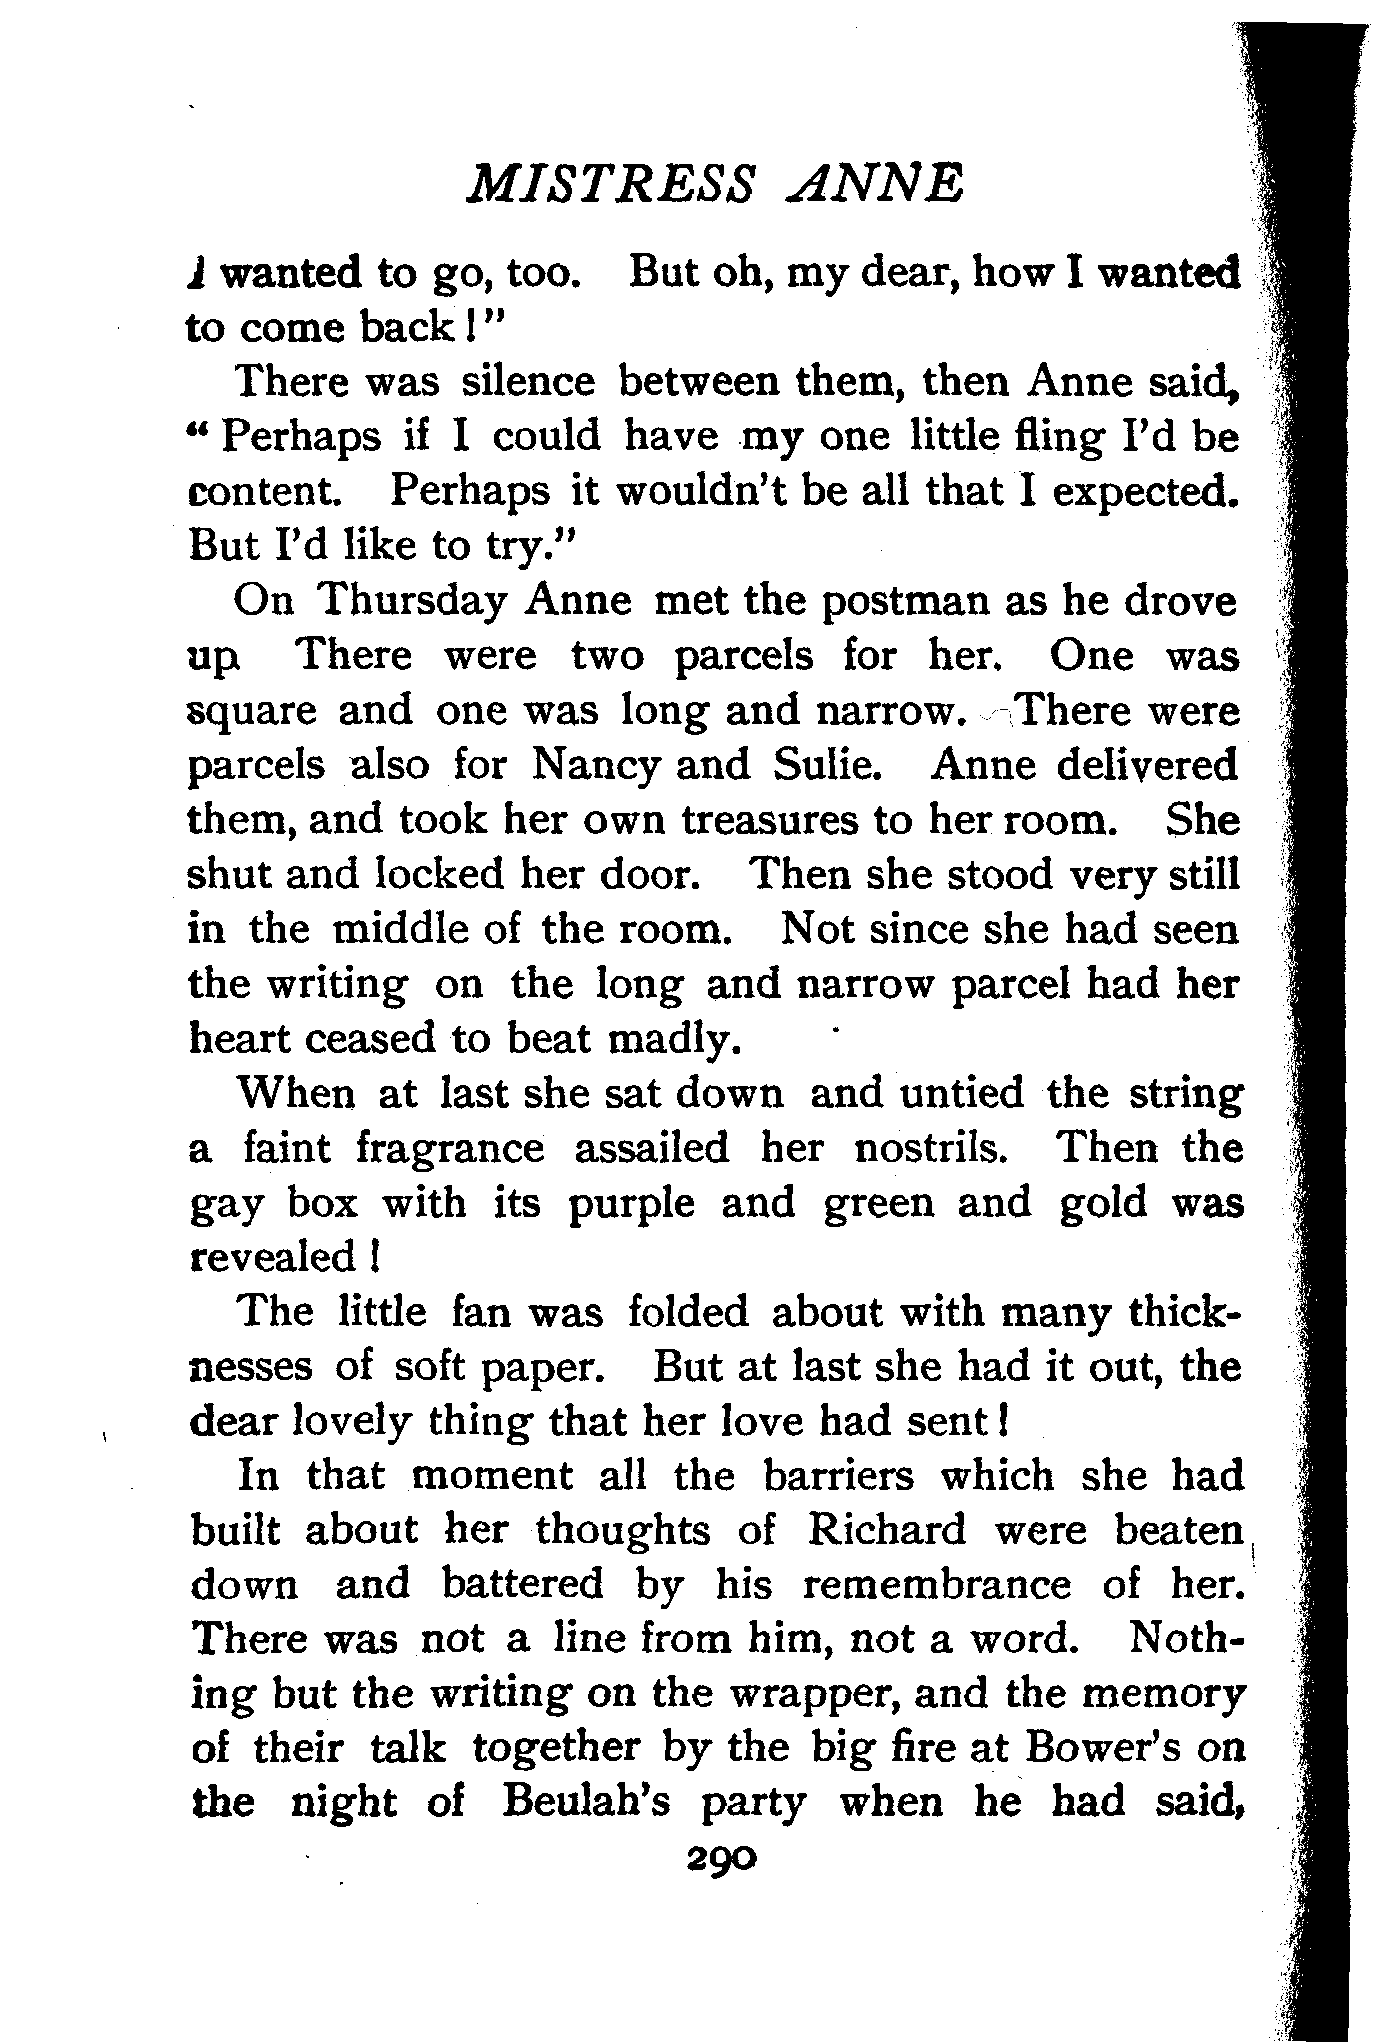 MISTRESS ANNE
I wanted to go, too. But oh, my dear, how I wanted
to come back!"
There was silence between them, then Anne said,
"Perhaps if I could have my one little fling I'd be
content. Perhaps it wouldn't be all that I expected.
But I'd like to try."
On Thursday Anne met the postman as he drove
up There were two parcels for her. One was
square and one was long and narrow. There were
parcels also for Nancy and Sulie. Anne delivered
them, and took her own treasures to her room. She
shut and locked her door. Then she stood very still
in the middle of the room. Not since she had seen
the writing on the long and narrow parcel had her
heart ceased to beat madly.
When at last she sat down and untied the string
a faint fragrance assailed her nostrils. Then the
gay box with its purple and green and gold was
revealed!
The little fan was folded about with many thick-
nesses of soft paper. But at last she had it out, the
dear lovely thing that her love had sent!
In that moment all the barriers which she had
built about her thoughts of Richard were beaten
down and battered by his remembrance of her.
There was not a line from him, not a word. Noth-
ing but the writing on the wrapper, and the memory
of their talk together by the big fire at Bower's on
the night of Beulah's party when he had said,
290